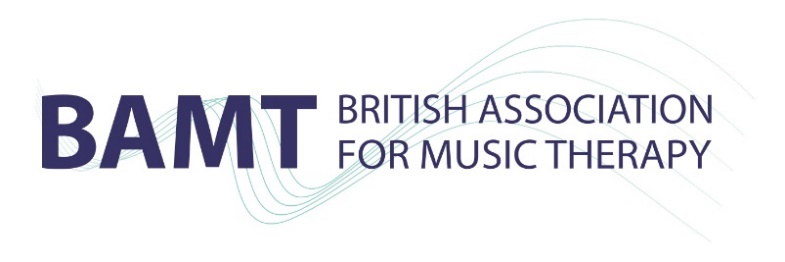 BAMT
BRITISH ASSOCIATION
FOR MUSIC THERAPY